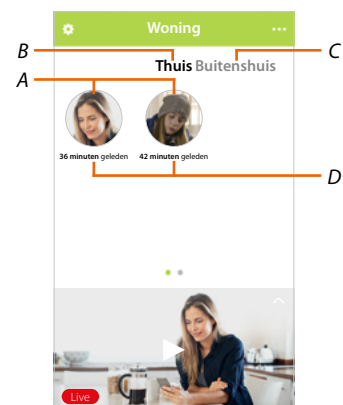 Woning
B
C
Thuis Buitenshuis
A
36 minuten geleden 42 minuten geleden
D
Live